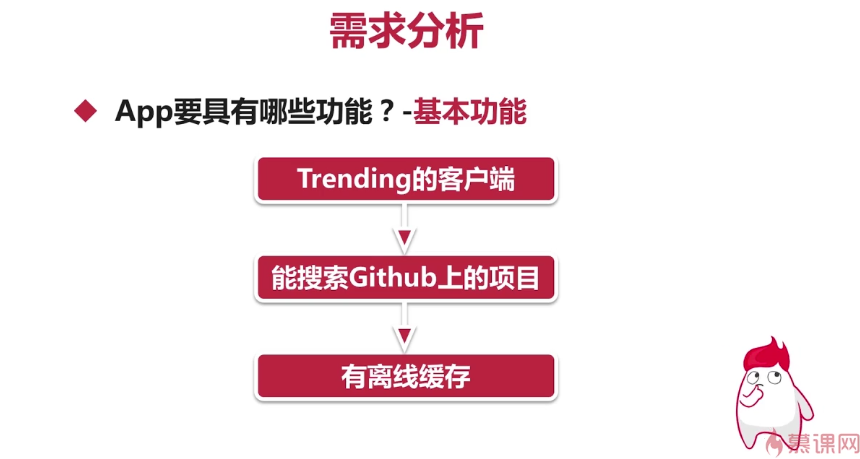 需求分析
App要具有哪些功能？-基本功能
Trending的客户端
能搜索Github上的项目
有离线缓存
慕课网